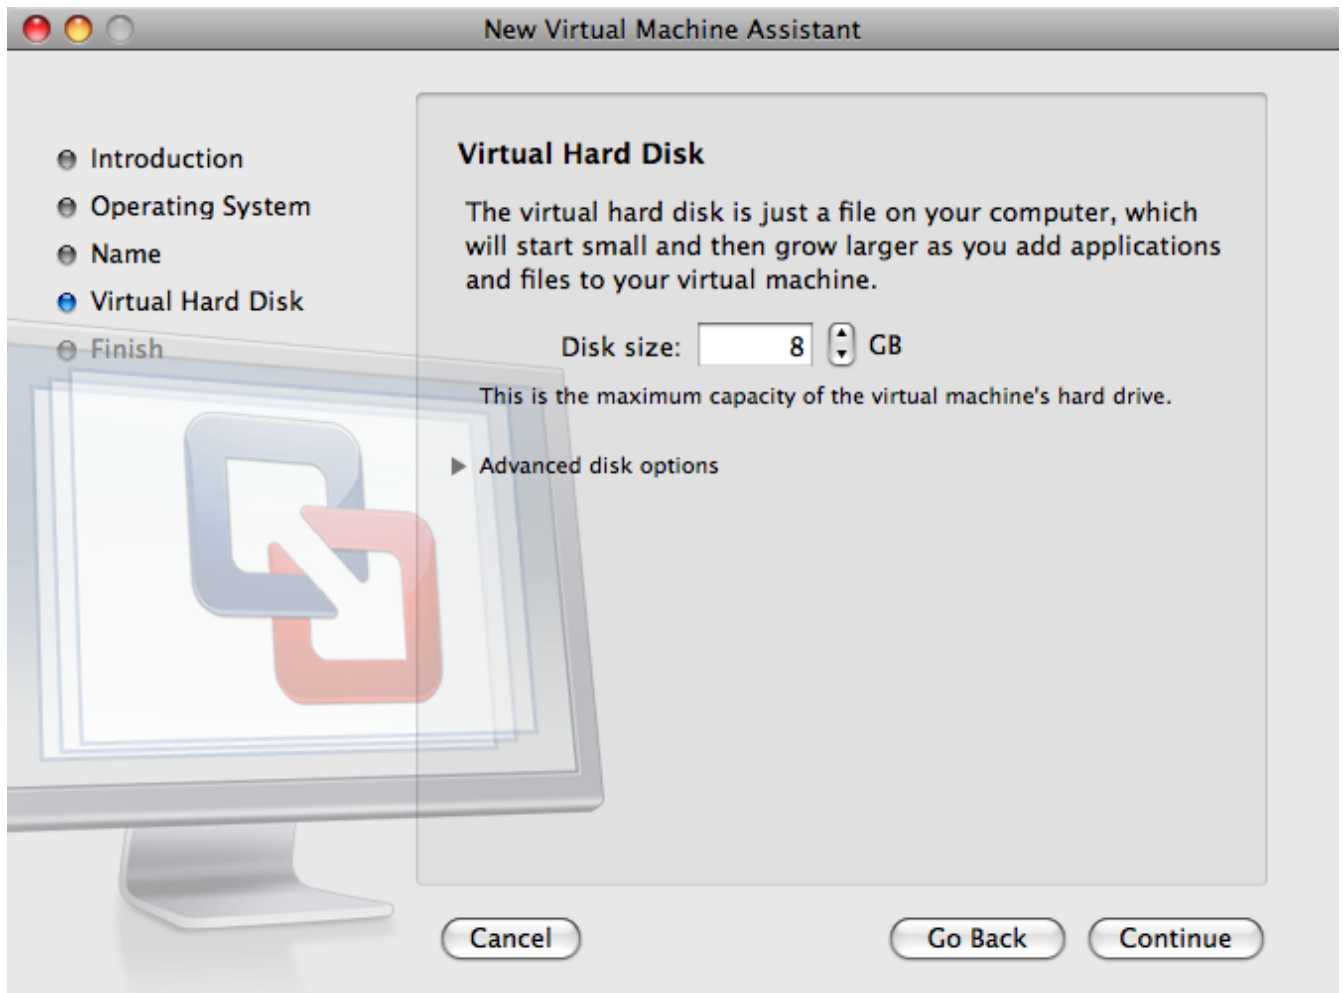 New Virtual Machine Assistant
Introduction
Operating System
Name
Virtual Hard Disk
Finish
Virtual Hard Disk
The virtual hard disk is just a file on your computer, which
will start small and then grow larger as you add applications
and files to your virtual machine.
Disk size: 8 GB
This is the maximum capacity of the virtual machine's hard drive.
Advanced disk options
Cancel
Go Back
Continue